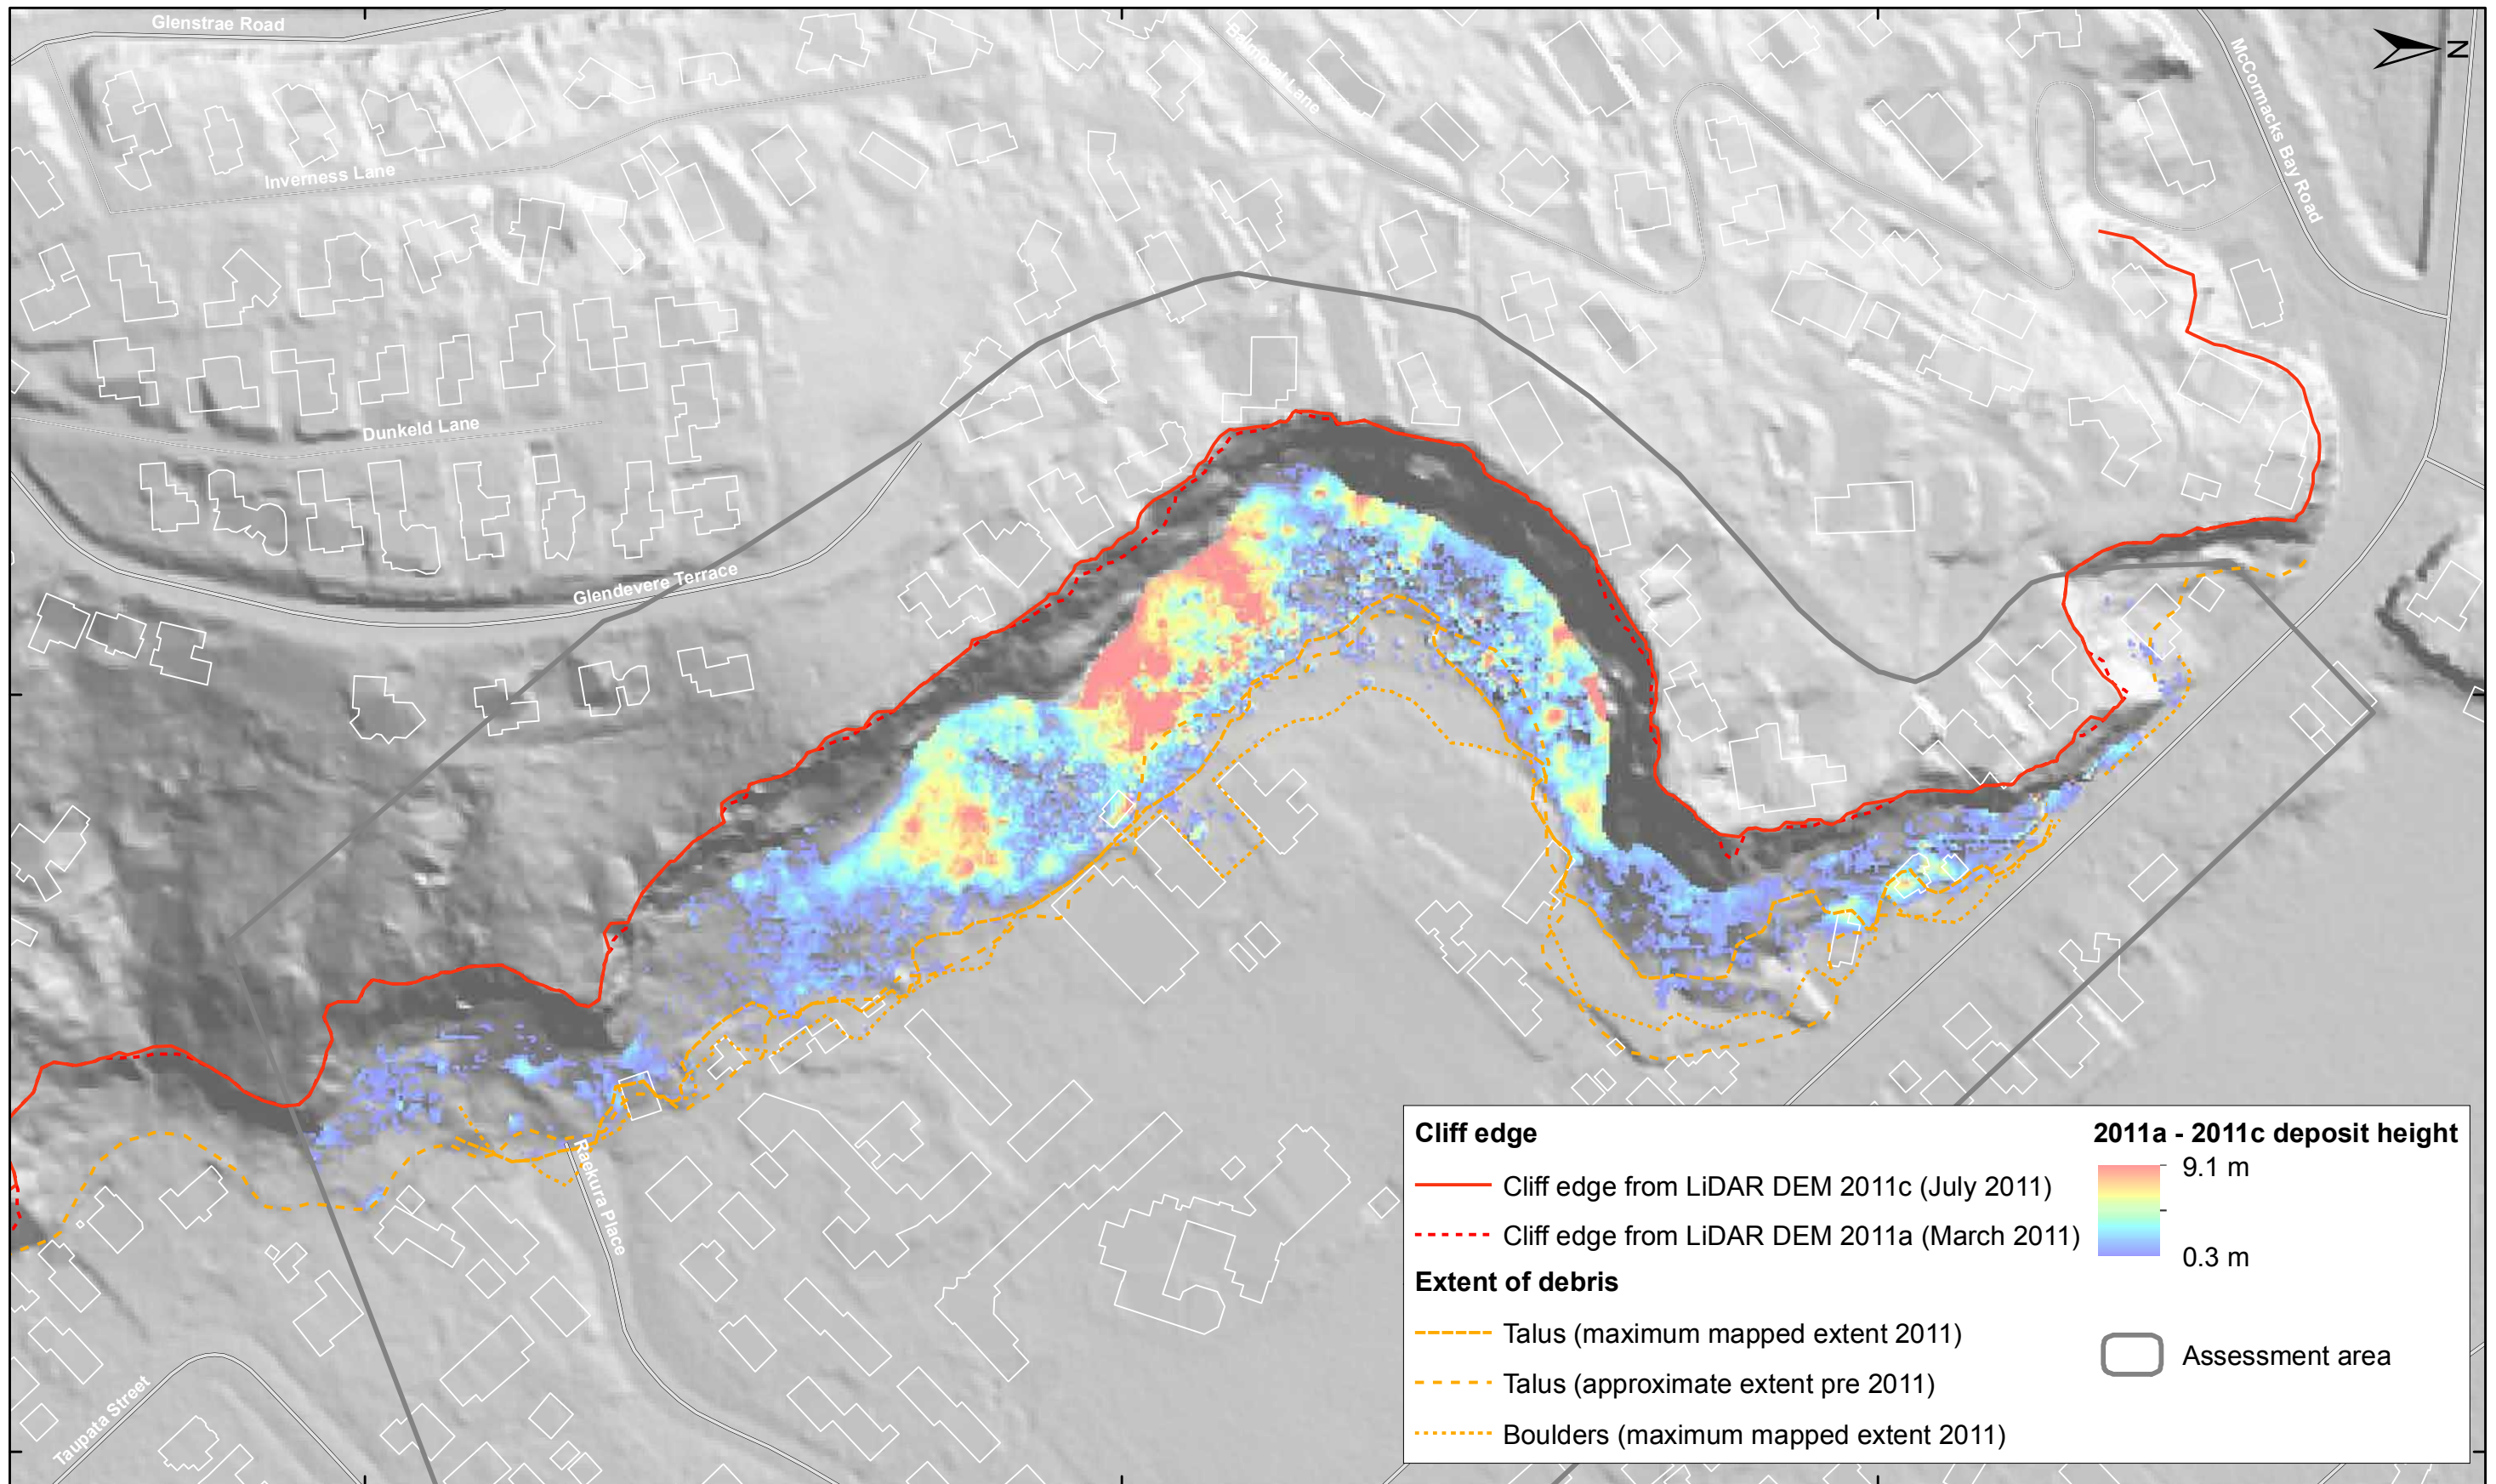 Glenstrae Road
Belmont Lane
McCormacks Bay Road
N
Inverness Lane
Dunkeld Lane
Glendevere Terrace
Raekura Place
Taupata Street
Cliff edge
Cliff edge from LiDAR DEM 2011c (July 2011)
Cliff edge from LiDAR DEM 2011a (March 2011)
Extent of debris
Talus (maximum mapped extent 2011)
Talus (approximate extent pre 2011)
Boulders (maximum mapped extent 2011)
2011a - 2011c deposit height
9.1 m
0.3 m
Assessment area